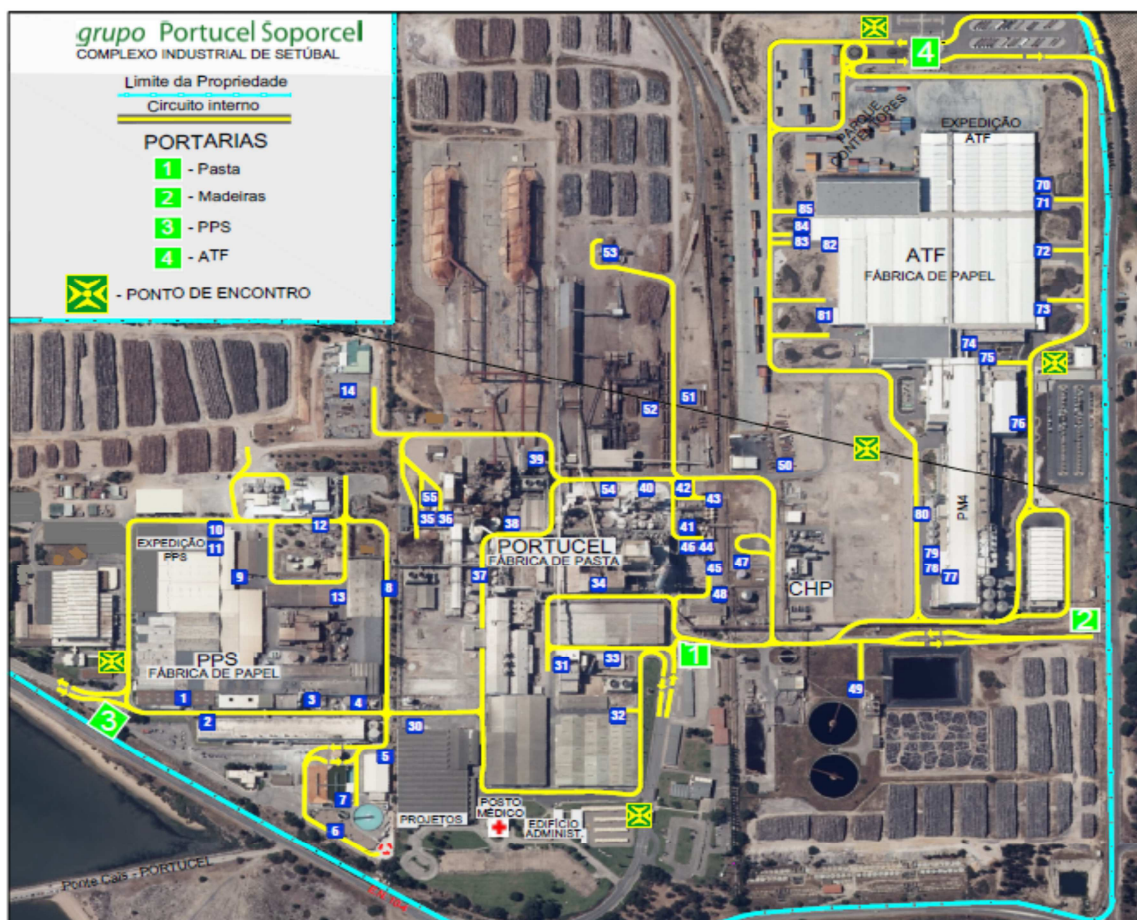 grupo Portucel Soporcel
COMPLEXO INDUSTRIAL DE SETÚBAL
Limite da Propriedade
Circuito interno
PORTARIAS
1 - Pasta
2 - Madeiras
3 - PPS
4 - ATF
- PONTO DE ENCONTRO
4
PARQUE
CONTENTORES
EXPEDIÇÃO
ATF
70
71
85
84
83
82
ATF
FÁBRICA DE PAPEL
72
53
81
73
74
75
14
51
52
76
39
50
55
54
40
42
43
35
36
38
80
PM4
10
11
12
EXPEDIÇÃO
PPS
PORTUCEL
FÁBRICA DE PASTA
41
46
44
45
47
79
78
77
9
37
34
8
13
48
CHP
2
1
PPS
FÁBRICA DE PAPEL
31
33
49
1
3
4
3
2
30
32
5
7
6
PROJETOS
POSTO
MÉDICO
EDIFÍCIO
ADMINIST.
Ponte Cais - PORTUCEL